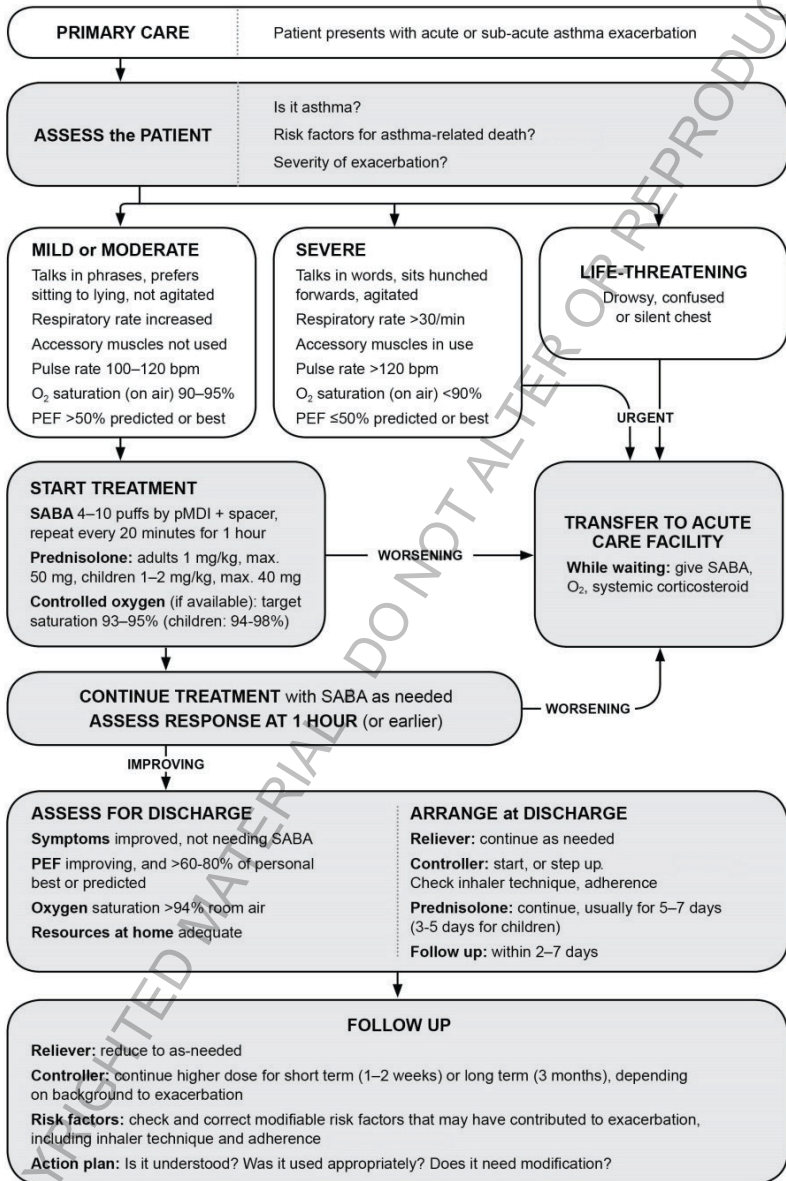 PRIMARY CARE
Patient presents with acute or sub-acute asthma exacerbation
ASSESS the PATIENT
Is it asthma?
Risk factors for asthma-related death?
Severity of exacerbation?
MILD or MODERATE
Talks in phrases, prefers
sitting to lying, not agitated
Respiratory rate increased
Accessory muscles not used
Pulse rate 100–120 bpm
O₂ saturation (on air) 90–95%
PEF >50% predicted or best
SEVERE
Talks in words, sits hunched
forwards, agitated
Respiratory rate >30/min
Accessory muscles in use
Pulse rate >120 bpm
O₂ saturation (on air) <90%
PEF ≤50% predicted or best
LIFE-THREATENING
Drowsy, confused
or silent chest
URGENT
START TREATMENT
SABA 4–10 puffs by pMDI + spacer,
repeat every 20 minutes for 1 hour
Prednisolone: adults 1 mg/kg, max.
50 mg, children 1–2 mg/kg, max. 40 mg
Controlled oxygen (if available): target
saturation 93–95% (children: 94-98%)
WORSENING
TRANSFER TO ACUTE
CARE FACILITY
While waiting: give SABA,
O₂, systemic corticosteroid
CONTINUE TREATMENT with SABA as needed
ASSESS RESPONSE AT 1 HOUR (or earlier)
WORSENING
IMPROVING
ASSESS FOR DISCHARGE
Symptoms improved, not needing SABA
PEF improving, and >60-80% of personal
best or predicted
Oxygen saturation >94% room air
Resources at home adequate
ARRANGE at DISCHARGE
Reliever: continue as needed
Controller: start, or step up.
Check inhaler technique, adherence
Prednisolone: continue, usually for 5–7 days
(3-5 days for children)
Follow up: within 2–7 days
FOLLOW UP
Reliever: reduce to as-needed
Controller: continue higher dose for short term (1–2 weeks) or long term (3 months), depending
on background to exacerbation
Risk factors: check and correct modifiable risk factors that may have contributed to exacerbation,
including inhaler technique and adherence
Action plan: Is it understood? Was it used appropriately? Does it need modification?
YRIGHTED MATERIAL DO NOT ALTER OR REPRODUC